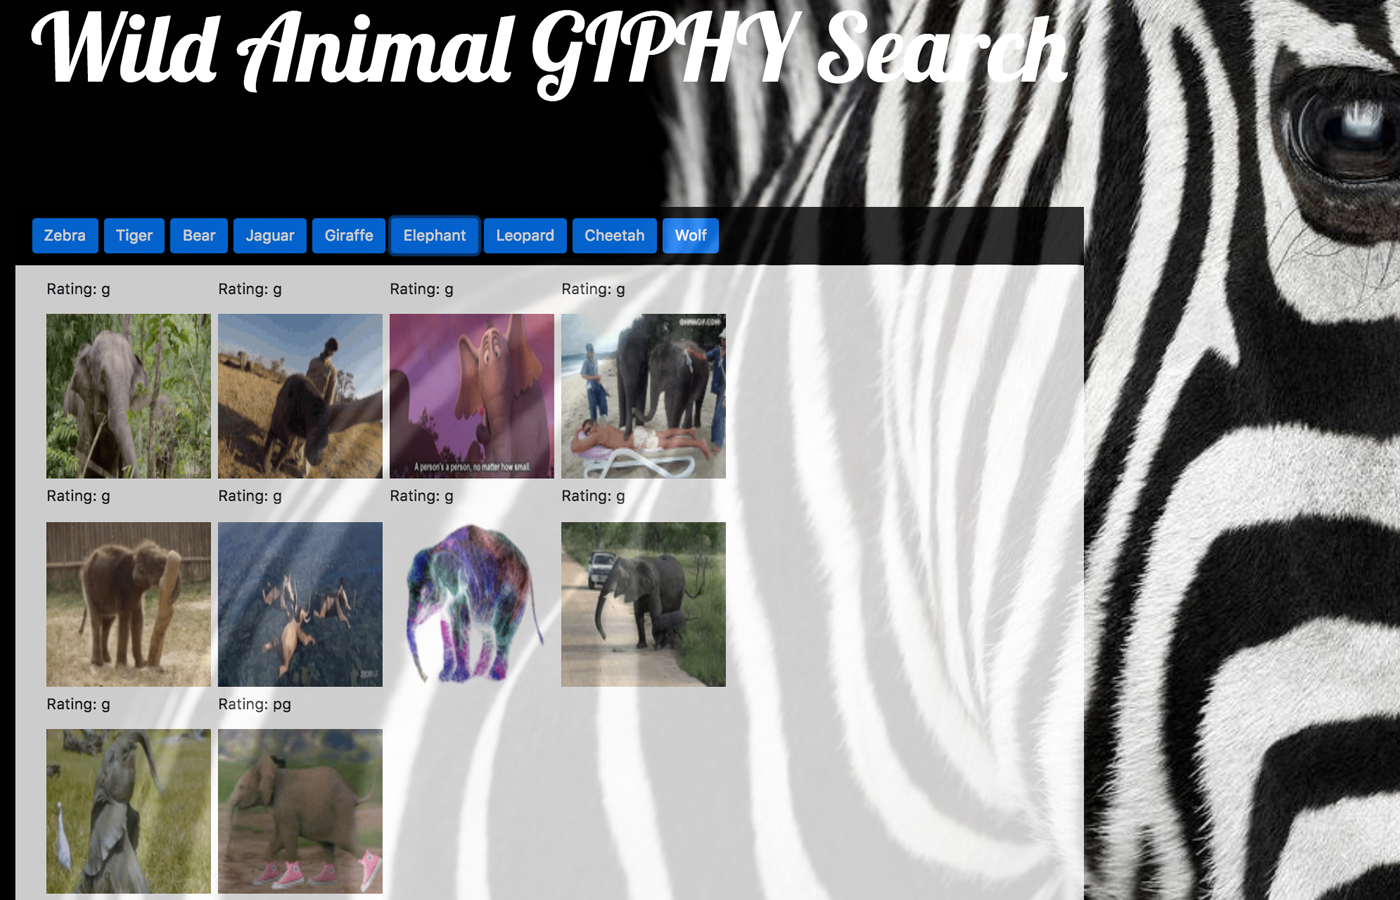 Wild Animal GIPHY Search
Zebra Tiger Bear Jaguar Giraffe Elephant Leopard Cheetah Wolf
Rating: g Rating: g Rating: g Rating: g
OHMAGIF.COM
A person's a person, no matter how small.
Rating: g Rating: g Rating: g Rating: g
Rating: g Rating: pg